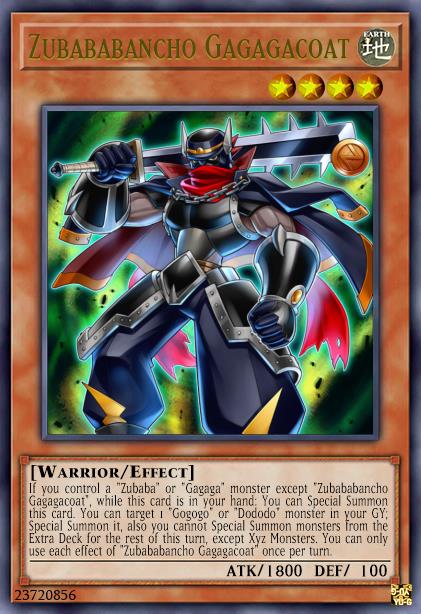 ZUBABABANCHO GAGAGACOAT
EARTH
地
[WARRIOR/EFFECT]
If you control a "Zubaba" or "Gagaga" monster except "Zubababancho
Gagagacoat", while this card is in your hand: You can Special Summon
this card. You can target 1 "Gogogo" or "Dododo" monster in your GY;
Special Summon it, also you cannot Special Summon monsters from the
Extra Deck for the rest of this turn, except Xyz Monsters. You can only
use each effect of "Zubababancho Gagagacoat" once per turn.
ATK/1800 DEF/ 100
23720856